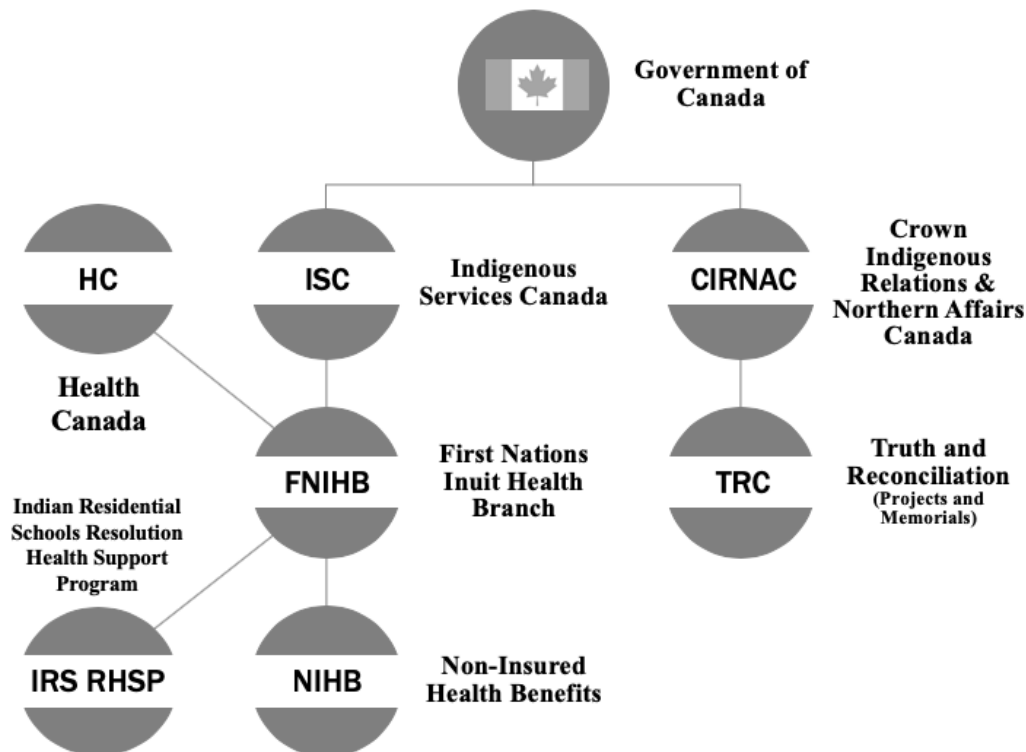 Government of
Canada
HC
ISC
Indigenous
Services Canada
CIRNAC
Crown
Indigenous
Relations &
Northern Affairs
Canada
Health
Canada
FNIHB
First Nations
Inuit Health
Branch
TRC
Truth and
Reconciliation
(Projects and
Memorials)
Indian Residential
Schools Resolution
Health Support
Program
IRS RHSP
NIHB
Non-Insured
Health Benefits